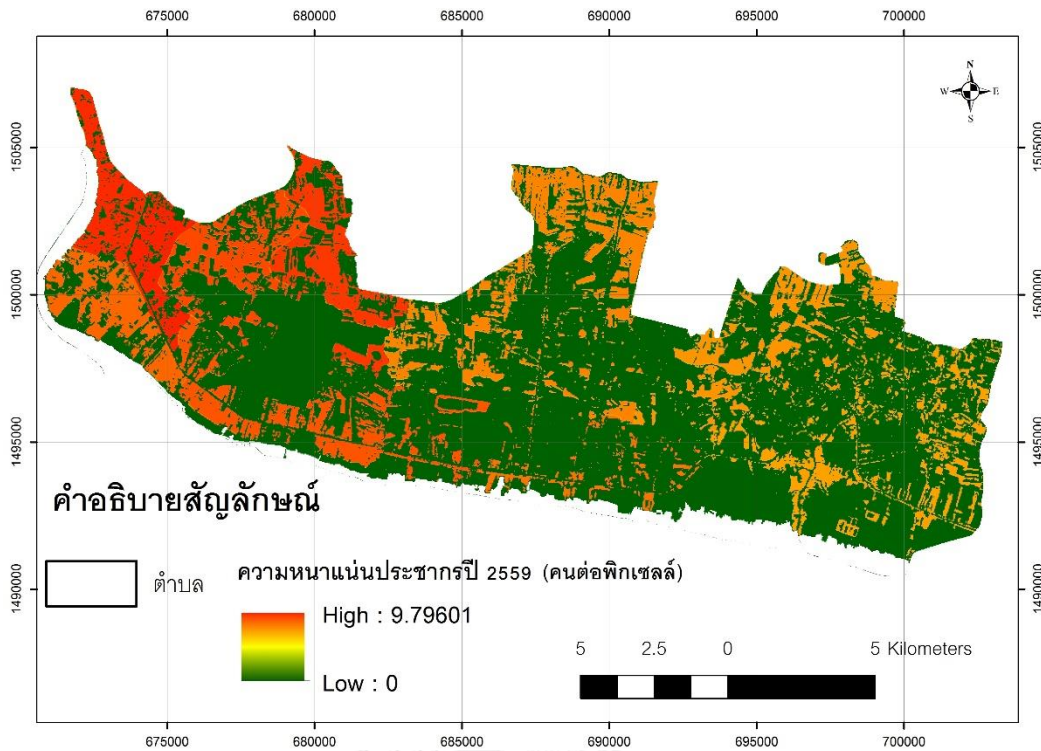 675000 680000 685000 690000 695000 700000
N
W E
S
1505000 1505000
1500000 1500000
1495000 1495000
คำอธิบายสัญลักษณ์
ตำบล
ความหนาแน่นประชากรปี 2559 (คนต่อพิกเซลล์)
1490000 1490000
High : 9.79601
Low : 0
5 2.5 0 5 Kilometers
675000 680000 685000 690000 695000 700000